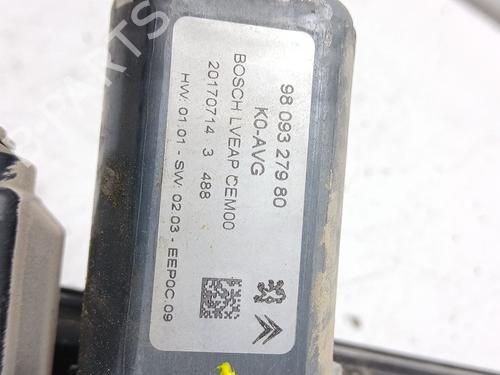 98 093 279 80
K0-AVG
BOSCH LVEAP CEM00
20170714 3 488
HW: 01.01 - SW: 02.03 - EEPOC 09
PARTS